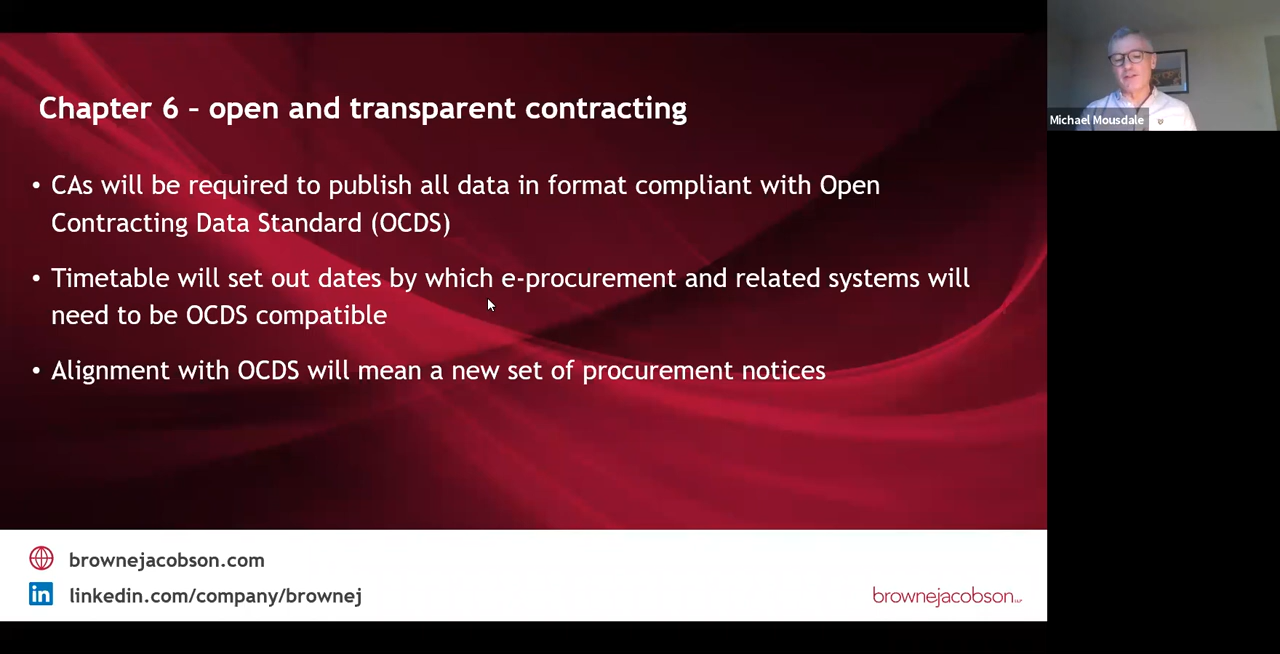 Chapter 6 – open and transparent contracting
• CAs will be required to publish all data in format compliant with Open
Contracting Data Standard (OCDS)
• Timetable will set out dates by which e-procurement and related systems will
need to be OCDS compatible
• Alignment with OCDS will mean a new set of procurement notices
brownejacobson.com
in linkedin.com/company/brownej
brownejacobson LLP
Michael Mousdale